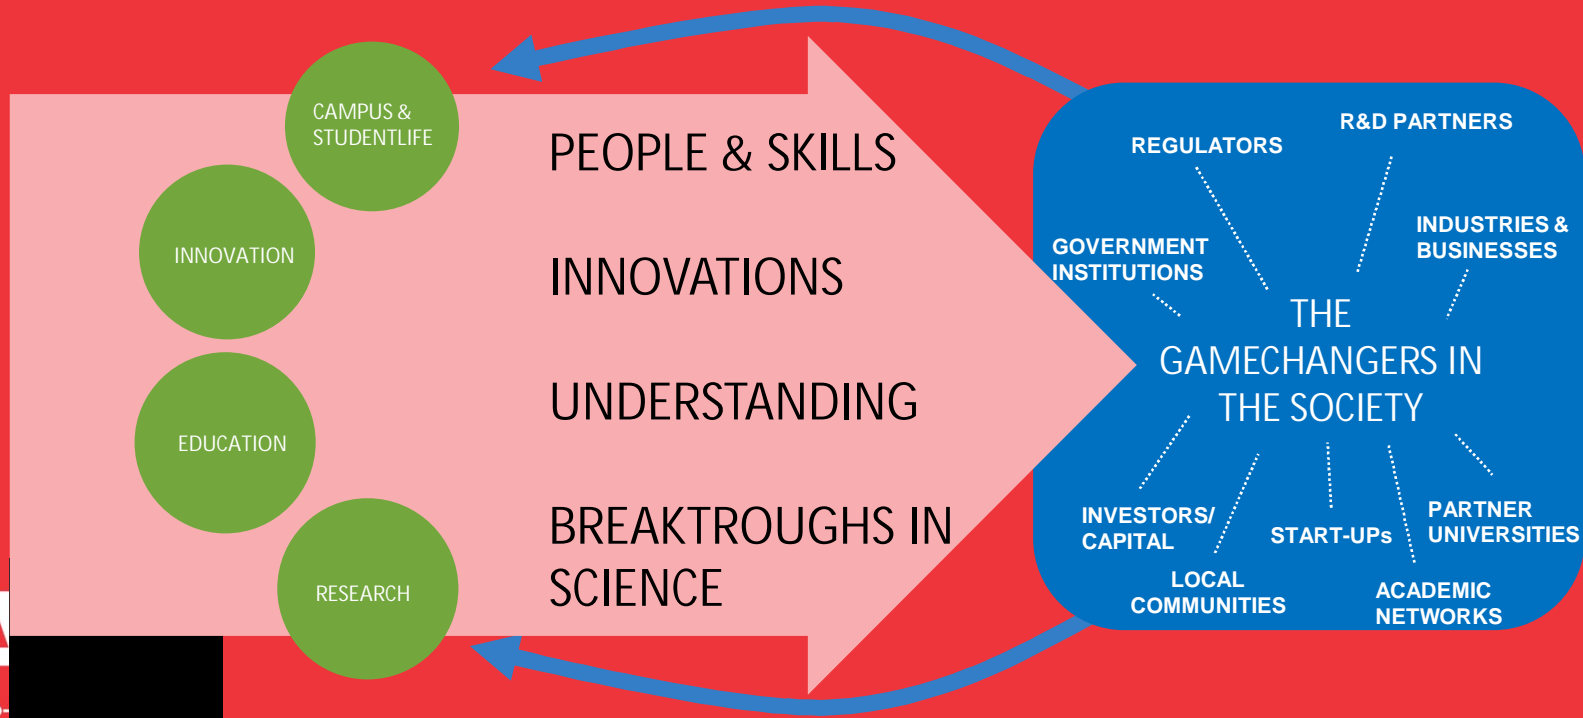 CAMPUS &
STUDENTLIFE
INNOVATION
EDUCATION
RESEARCH
PEOPLE & SKILLS
INNOVATIONS
UNDERSTANDING
BREAKTROUGHS IN
SCIENCE
REGULATORS
R&D PARTNERS
GOVERNMENT
INSTITUTIONS
INDUSTRIES &
BUSINESSES
THE
GAMECHANGERS IN
THE SOCIETY
INVESTORS/
CAPITAL
LOCAL
COMMUNITIES
START-UPs
ACADEMIC
NETWORKS
PARTNER
UNIVERSITIES